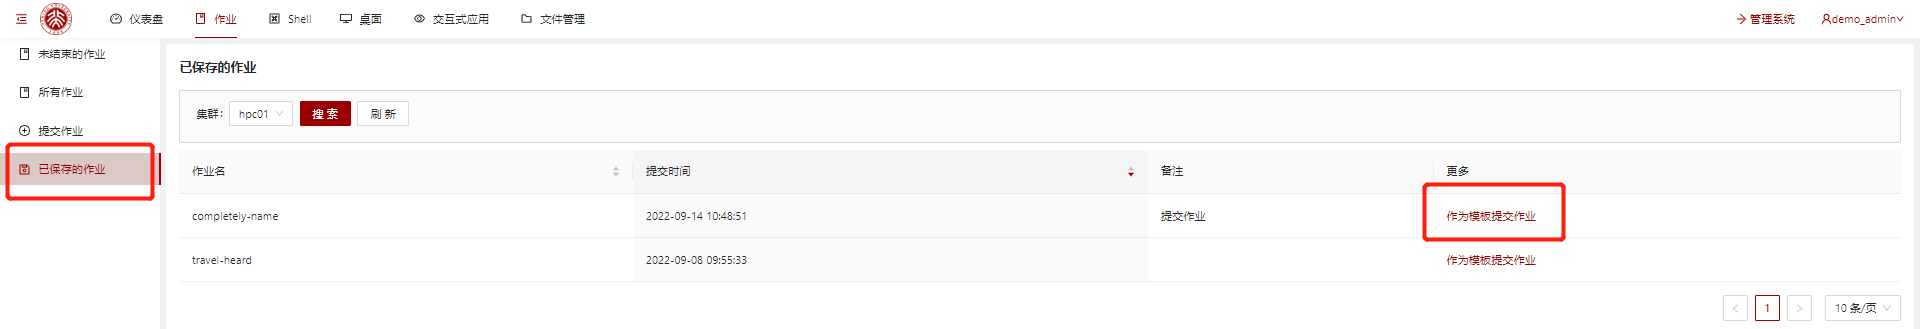 仪表盘 作业 Shell 桌面 交互式应用 文件管理 管理系统 demo_admin
未结束的作业
所有作业
提交作业
已保存的作业
已保存的作业
集群: hpc01 搜 索 刷 新
作业名 提交时间 备注 更多
completely-name 2022-09-14 10:48:51 提交作业 作为模板提交作业
travel-heard 2022-09-08 09:55:33 作为模板提交作业
1 10 条/页